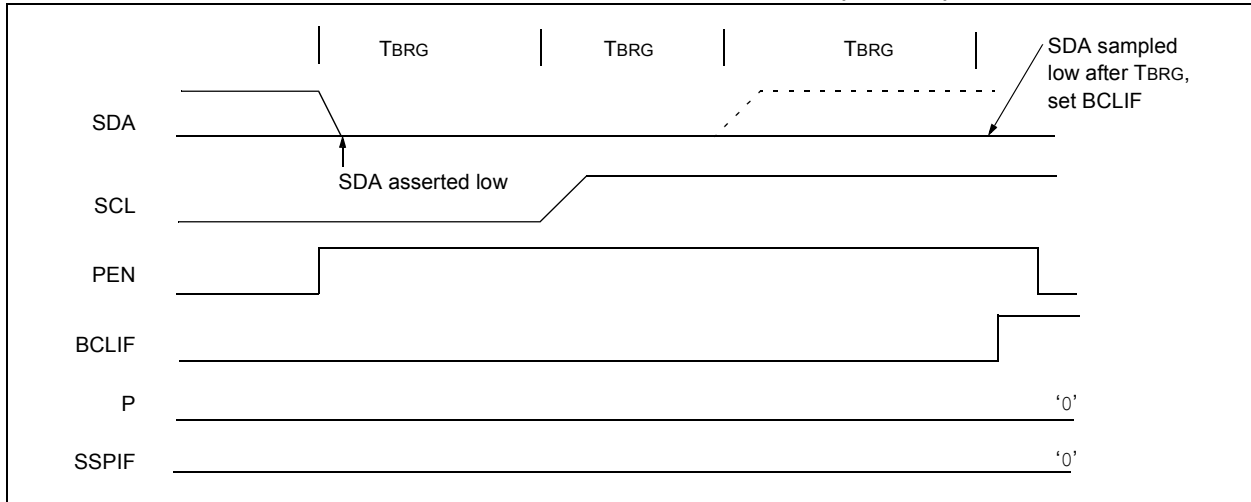 TBRG TBRG TBRG
SDA sampled
low after TBRG,
set BCLIF
SDA
SDA asserted low
SCL
PEN
BCLIF
P ‘0’
SSPIF ‘0’